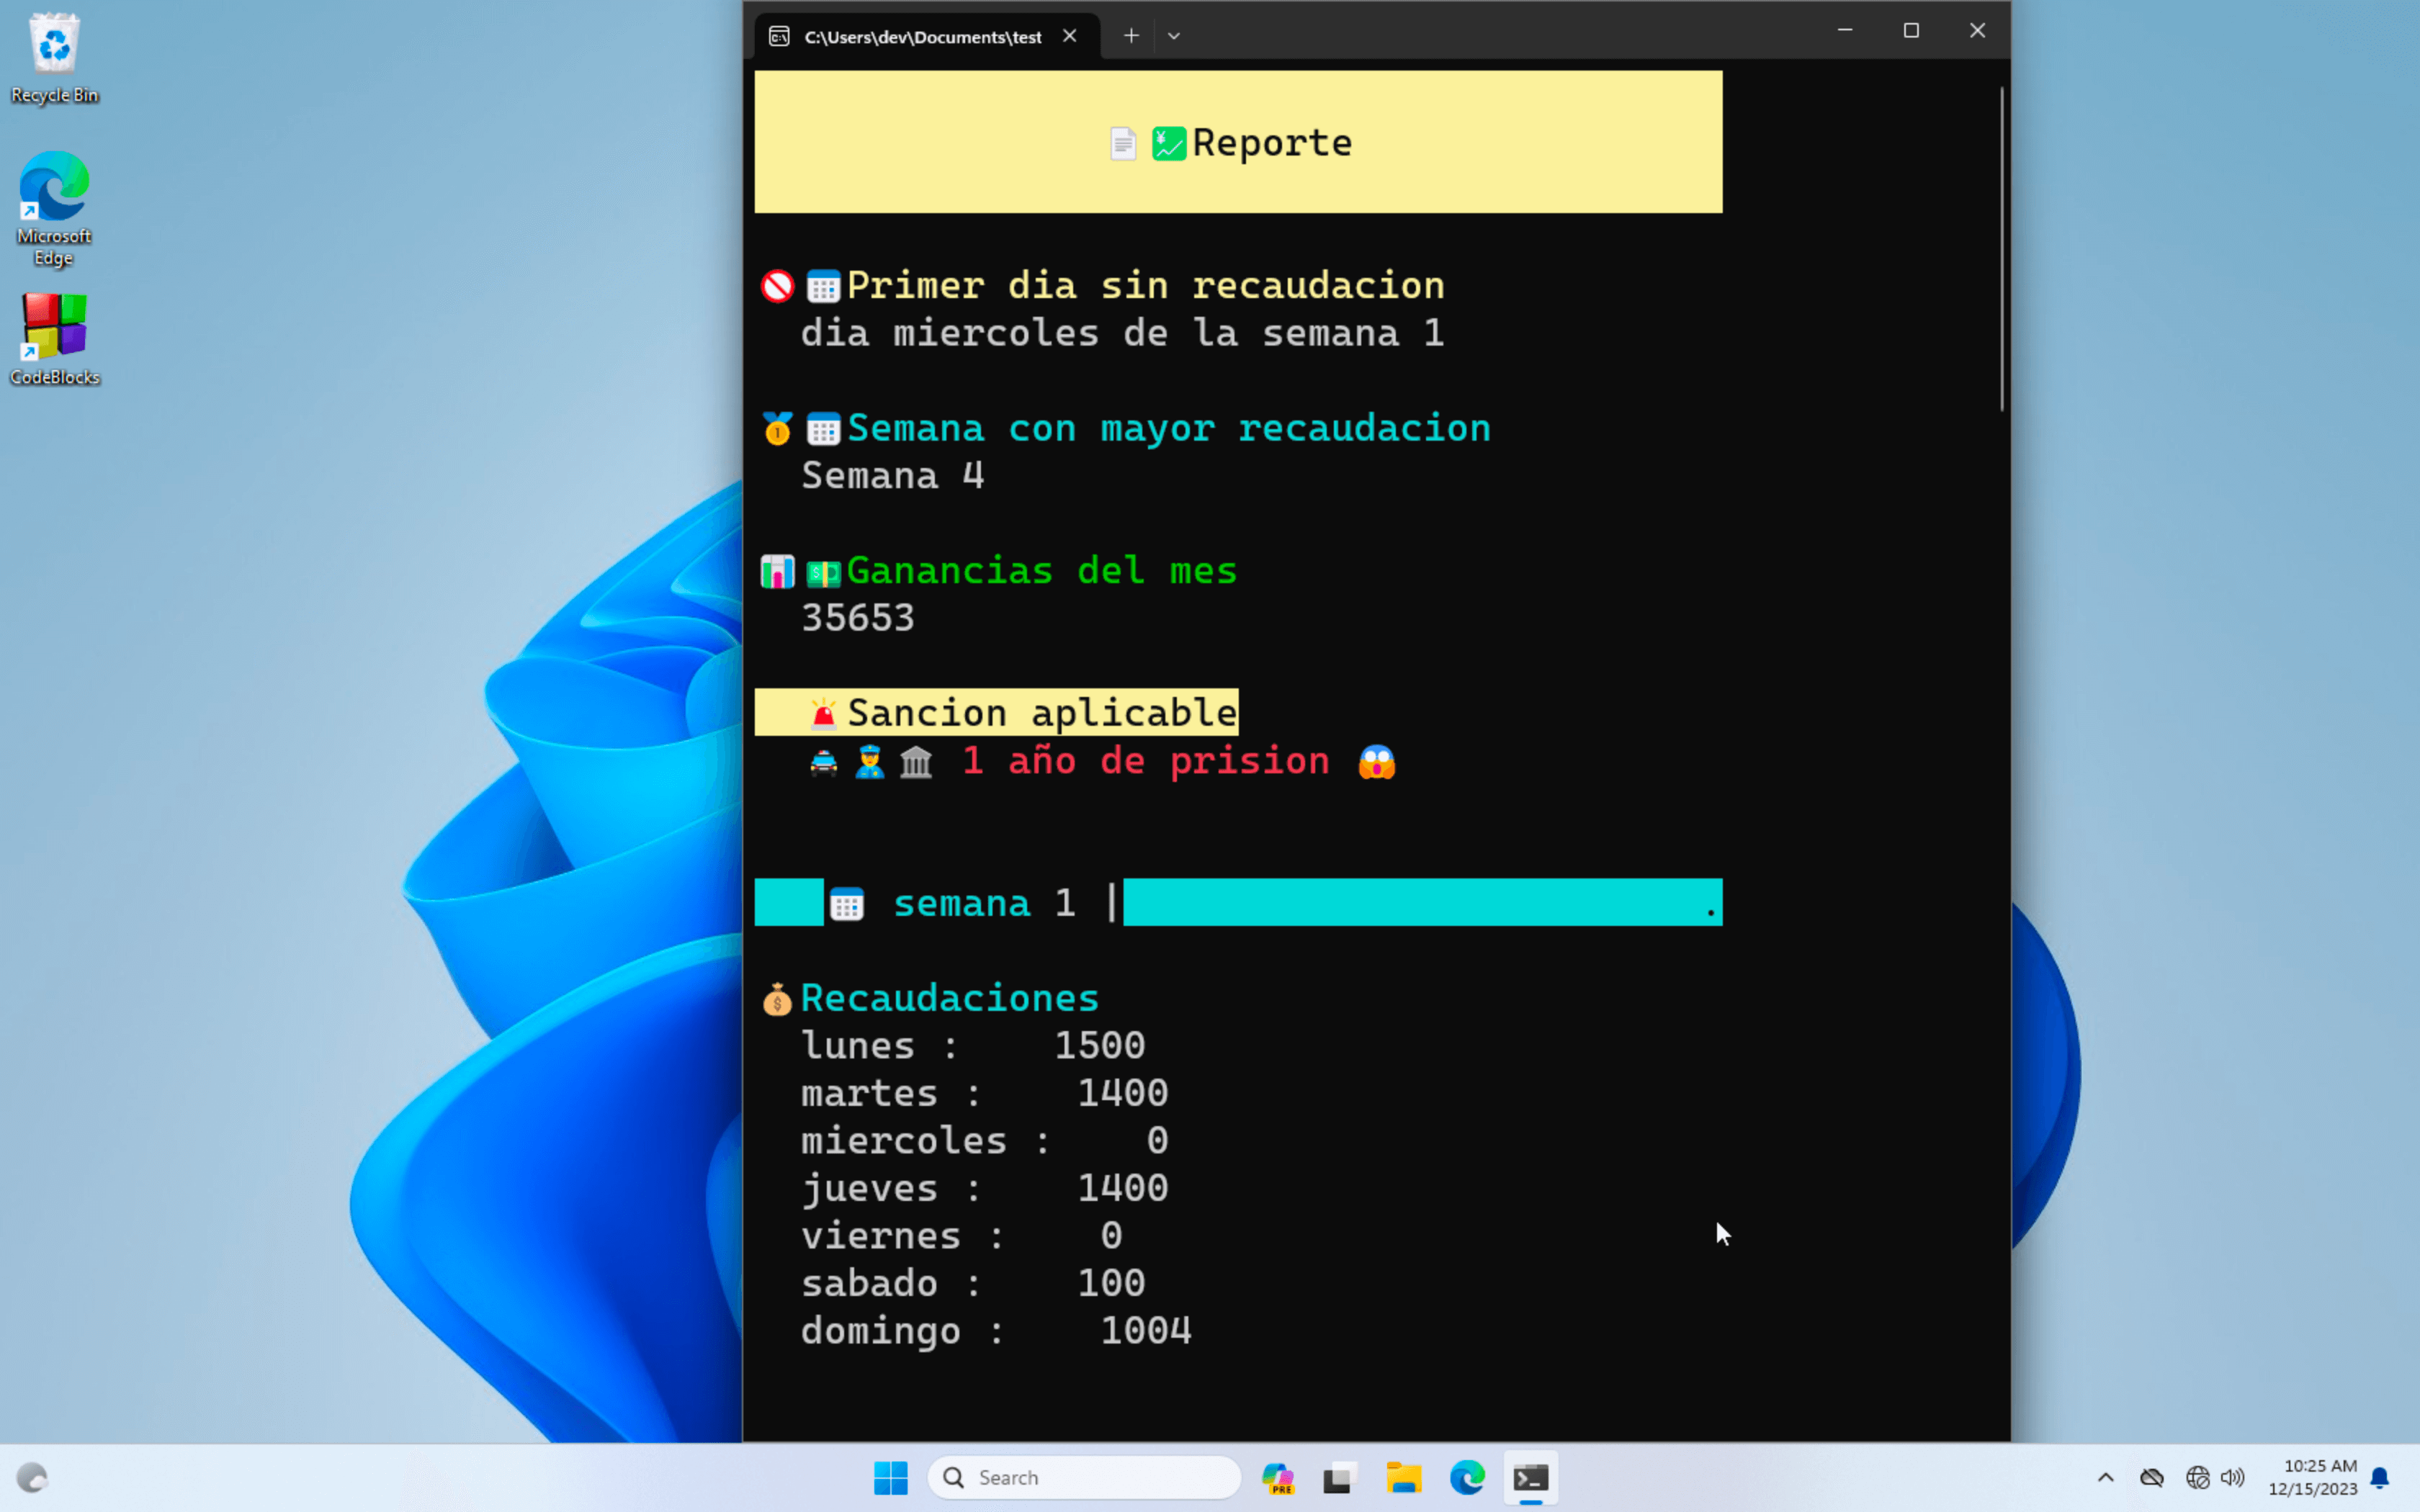 Recycle Bin
Microsoft
Edge
CodeBlocks
C:\Users\dev\Documents\test
Reporte
Primer dia sin recaudacion
dia miercoles de la semana 1
Semana con mayor recaudacion
Semana 4
Ganancias del mes
35653
Sancion aplicable
1 año de prision
semana 1 | .
Recaudaciones
lunes : 1500
martes : 1400
miercoles : 0
jueves : 1400
viernes : 0
sabado : 100
domingo : 1004
Search
PRE
10:25 AM
12/15/2023